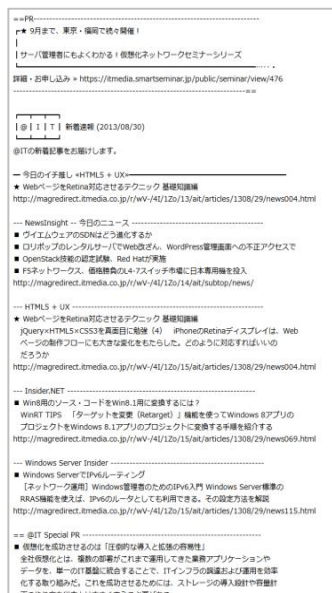 ==PR------------------------------------------------------------
┏★ 9月まで、東京・福岡で続々開催！
┃
┃サーバ管理者にもよくわかる！仮想化ネットワークセミナーシリーズ
┗━━━━━━━━━━━━━━━━━━━━━━━━━━━━━━・・・
詳細・お申し込み » https://itmedia.smartseminar.jp/public/seminar/view/476
------------------------------------------------------------==
┏━┳━┳━┳━┓
┃@┃I┃T┃ 新着速報 (2013/08/30)
┗━┻━┻━┻━┛
@ITの新着記事をお届けします。
━ 今日のイチ推し <HTML5 + UX>━━━━━━━━━━━━━━━━━━
★ WebページをRetina対応させるテクニック 基礎知識編
http://magredirect.itmedia.co.jp/r/wV-/4I/1Zo/13/ait/articles/1308/29/news004.html
--- NewsInsight -- 今日のニュース ------------------------------------
■ ヴイエムウェアのSDNはどう進化するか
■ ロリポップのレンタルサーバでWeb改ざん、WordPress管理画面への不正アクセスで
■ OpenStack技能の認定試験、Red Hatが実施
■ F5ネットワークス、価格勝負のL4-7スイッチ市場に日本専用機を投入
http://magredirect.itmedia.co.jp/r/wV-/4I/1Zo/14/ait/subtop/news/
--- HTML5 + UX ----------------------------------------------------
★ WebページをRetina対応させるテクニック 基礎知識編
jQuery×HTML5×CSS3を真面目に勉強（4） iPhoneのRetinaディスプレイは、Web
ページの制作フローにも大きな変化をもたらした。どのように対応すればいいの
だろうか
http://magredirect.itmedia.co.jp/r/wV-/4I/1Zo/15/ait/articles/1308/29/news004.html
--- Insider.NET ---------------------------------------------------
■ Win8用のソース・コードをWin8.1用に変換するには？
WinRT TIPS 「ターゲットを変更（Retarget）」機能を使ってWindows 8アプリの
プロジェクトをWindows 8.1アプリのプロジェクトに変換する手順を紹介する
http://magredirect.itmedia.co.jp/r/wV-/4I/1Zo/15/ait/articles/1308/29/news069.html
--- Windows Server Insider ------------------------------------------
■ Windows ServerでIPv6ルーティング
［ネットワーク運用］Windows管理者のためのIPv6入門 Windows Server標準の
RRAS機能を使えば、IPv6のルータとしても利用できる。その設定方法を解説
http://magredirect.itmedia.co.jp/r/wV-/4I/1Zo/15/ait/articles/1308/29/news115.html
== @IT Special PR --------------------------------------------------
■ 仮想化を成功させるのは「圧倒的な導入と拡張の容易性」
全社仮想化とは、複数の部署がこれまで運用してきた業務アプリケーションや
データを、単一のIT基盤に統合することで、ITインフラの調達および運用を効率
化する取り組みだ。これを成功させるためには、ストレージの導入設計や容量計